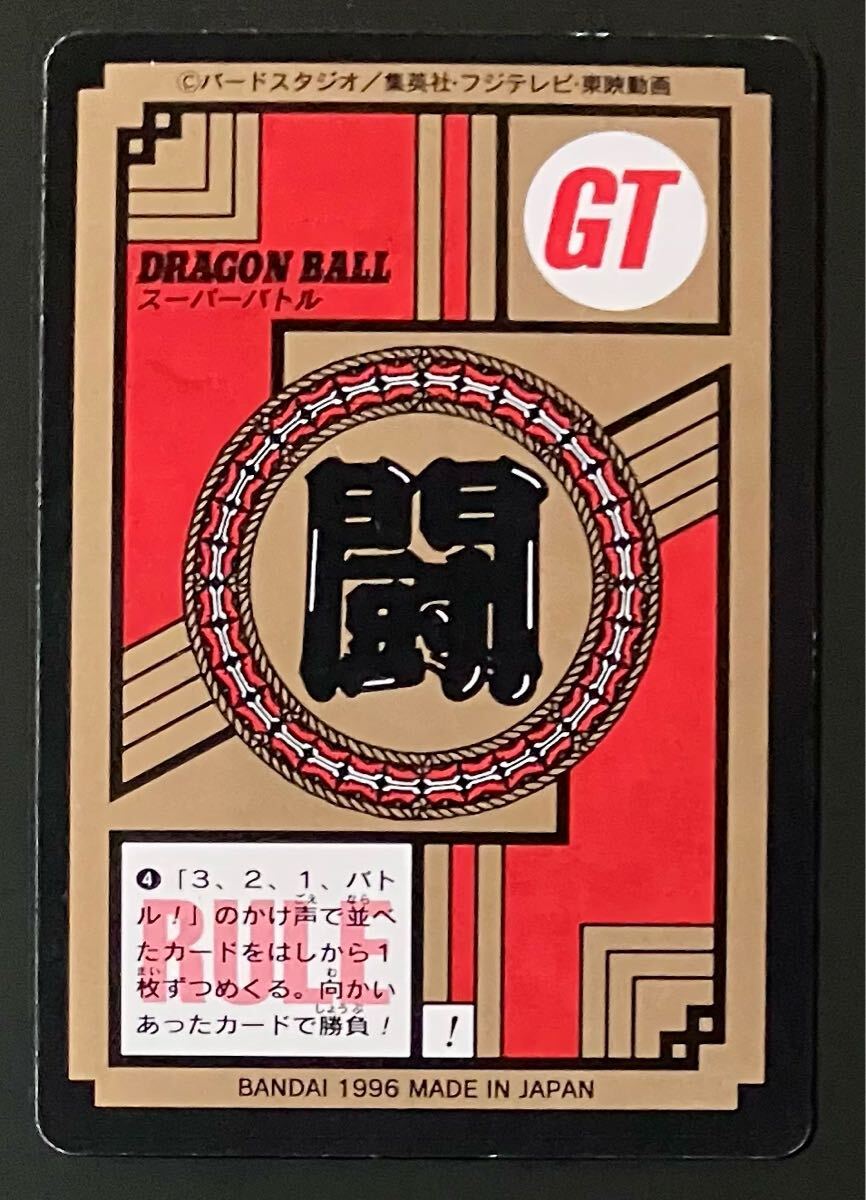 ©バードスタジオ／集英社・フジテレビ・東映動画
GT
DRAGON BALL
スーパーバトル
闘
RULE
❹「3、2、1、バト
ル！」のかけ声で並べ
たカードをはしから1
枚ずつめくる。向かい
あったカードで勝負！
！
BANDAI 1996 MADE IN JAPAN